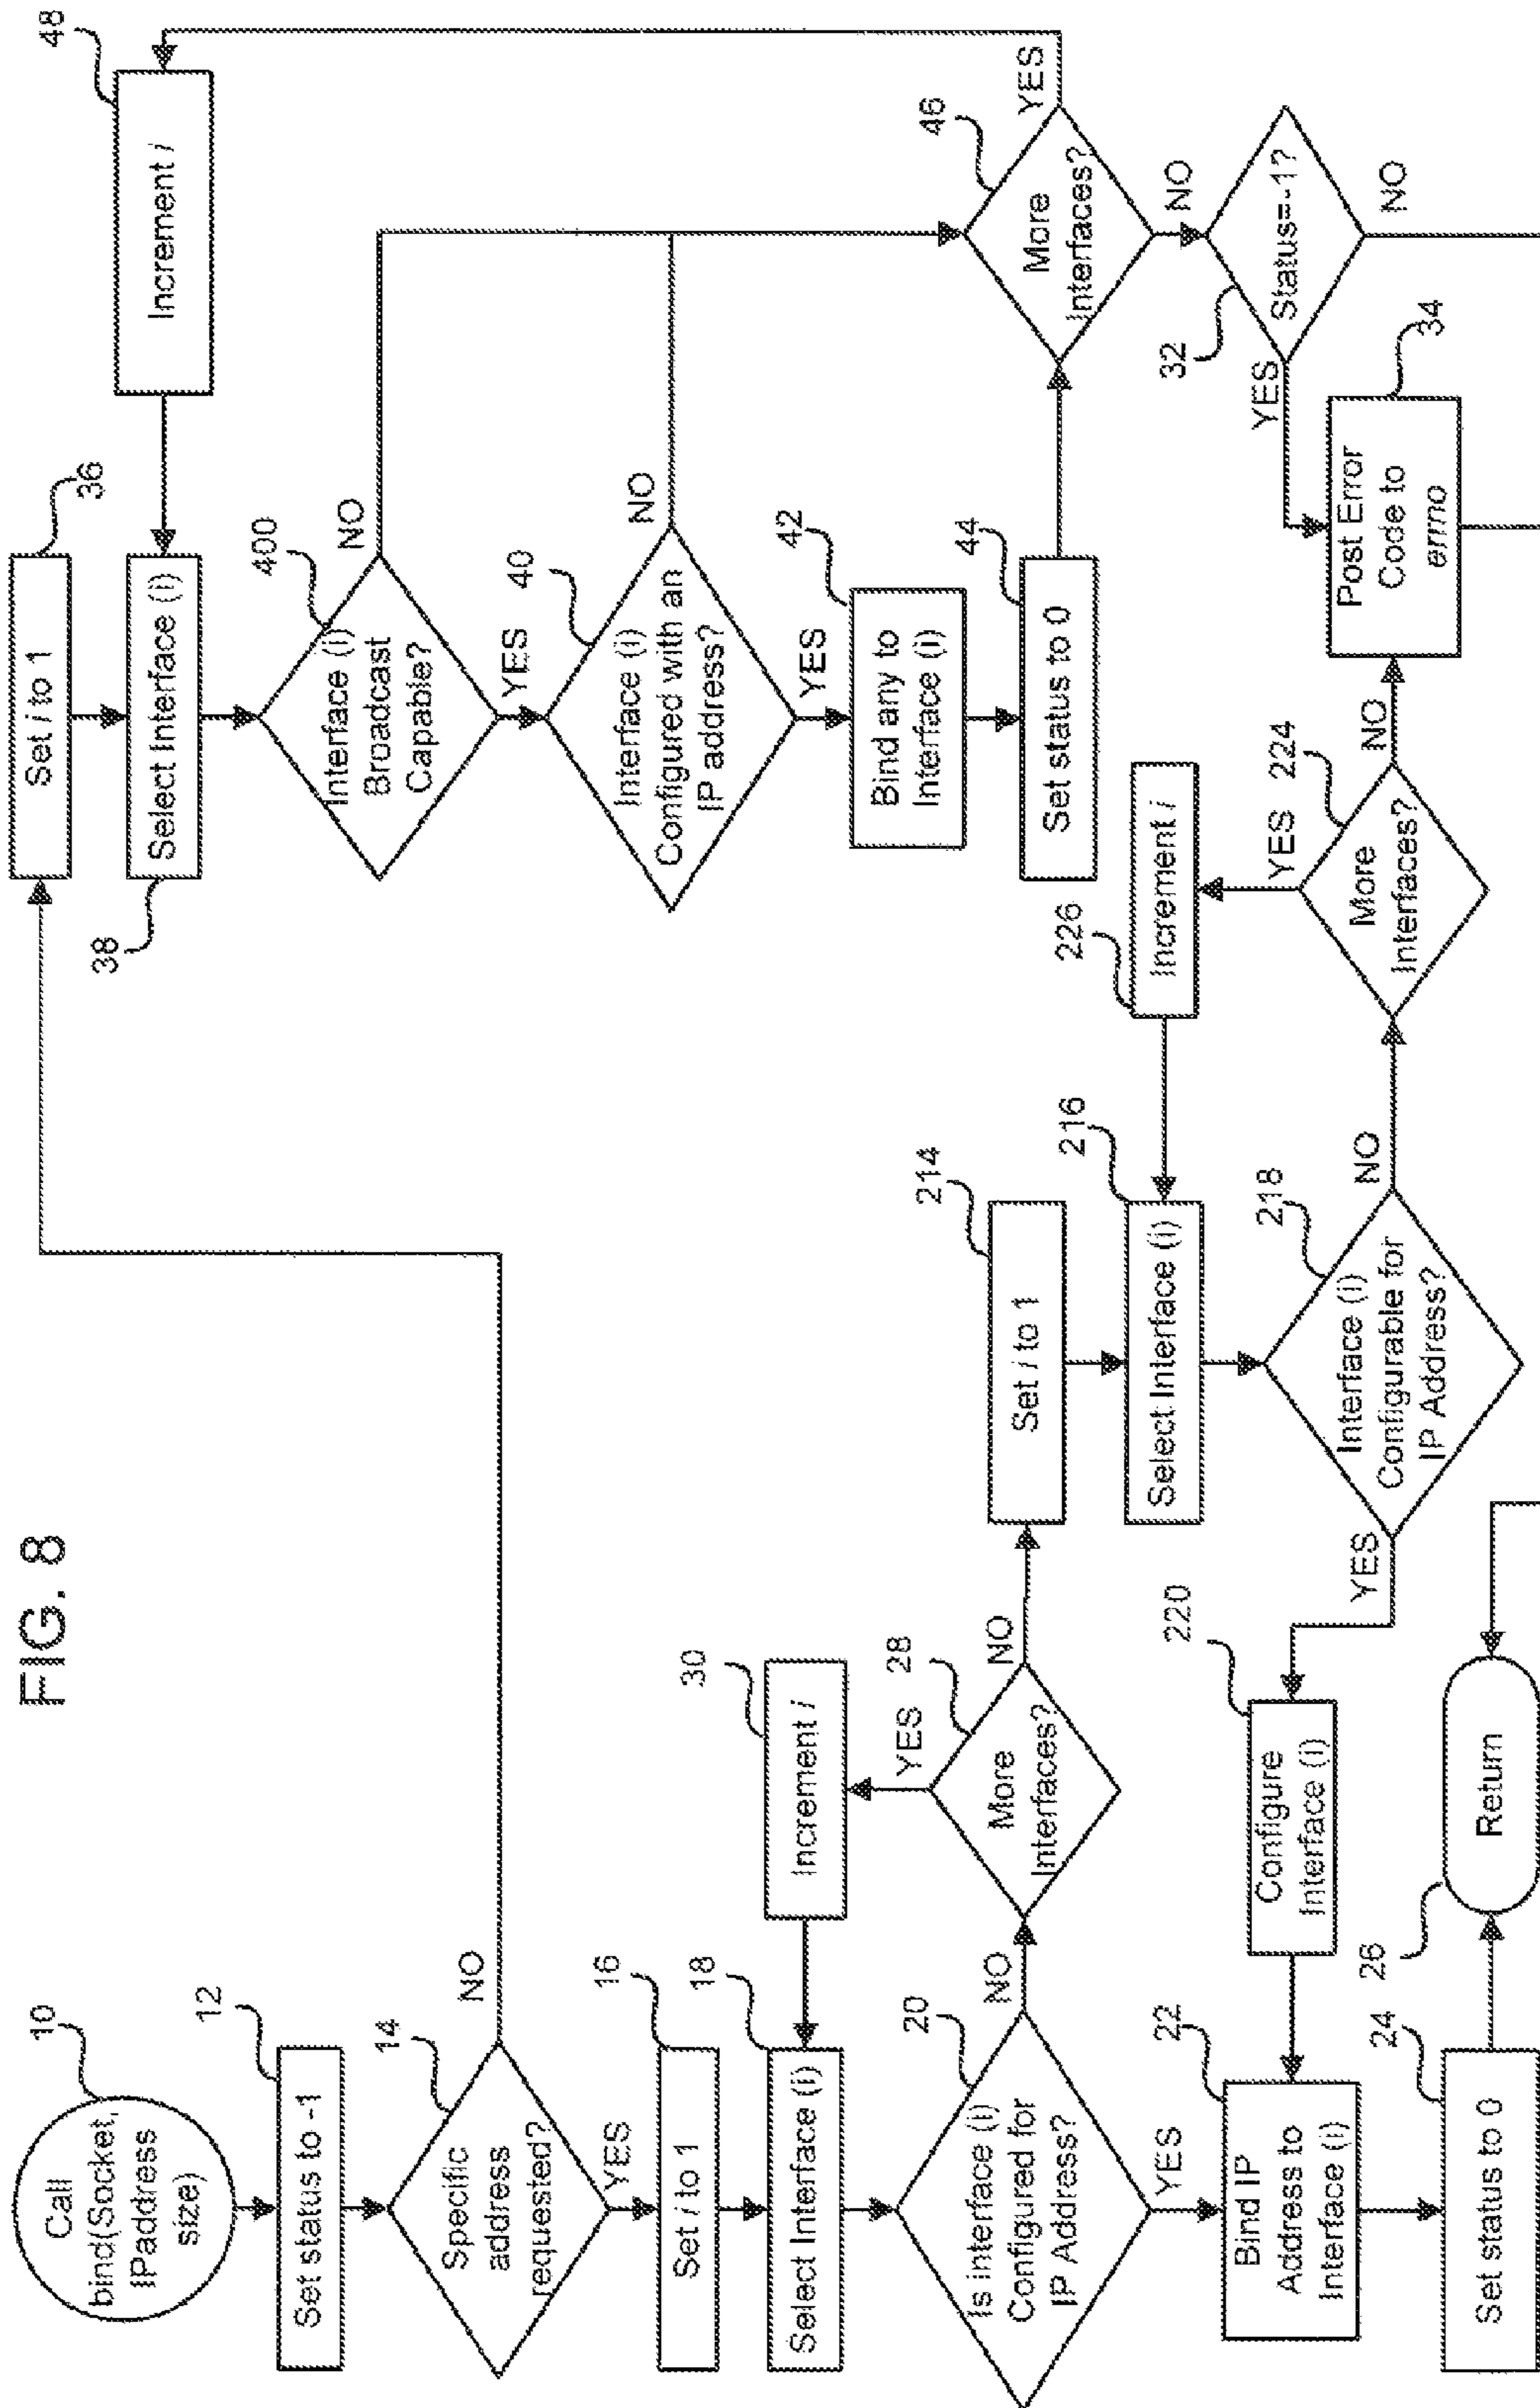 FIG. 8
10
Call
bind(Socket,
IPaddress
size)
12
Set status to -1
14
Specific
address
requested?
NO
YES
16
Set i to 1
18
Select Interface (i)
20
Is interface (i)
Configured for
IP Address?
NO
YES
22
Bind IP
Address to
Interface (i)
24
Set status to 0
26
Return
28
More
Interfaces?
YES
NO
30
Increment i
214
Set i to 1
216
Select Interface (i)
218
Interface (i)
Configurable for
IP Address?
YES
NO
220
Configure
Interface (i)
224
More
Interfaces?
YES
NO
226
Increment i
36
Set i to 1
38
Select Interface (i)
400
Interface (i)
Broadcast
Capable?
NO
YES
40
Interface (i)
Configured with an
IP address?
NO
YES
42
Bind any to
Interface (i)
44
Set status to 0
46
More
Interfaces?
YES
NO
48
Increment i
32
Status=-1?
YES
NO
34
Post Error
Code to
errno